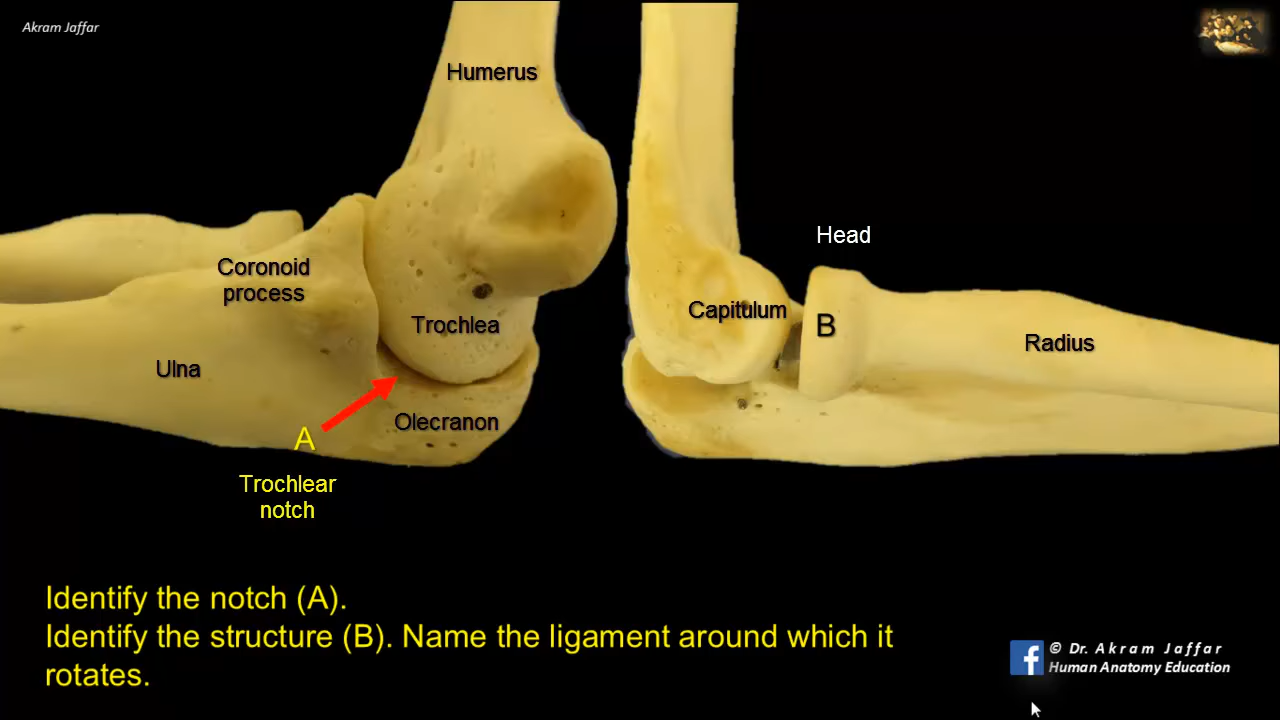 Akram Jaffar
Humerus
Head
Coronoid
process
Capitulum
B
Trochlea
Radius
Ulna
Olecranon
A
Trochlear
notch
Identify the notch (A).
Identify the structure (B). Name the ligament around which it
rotates.
f
© Dr. Akram Jaffar
Human Anatomy Education